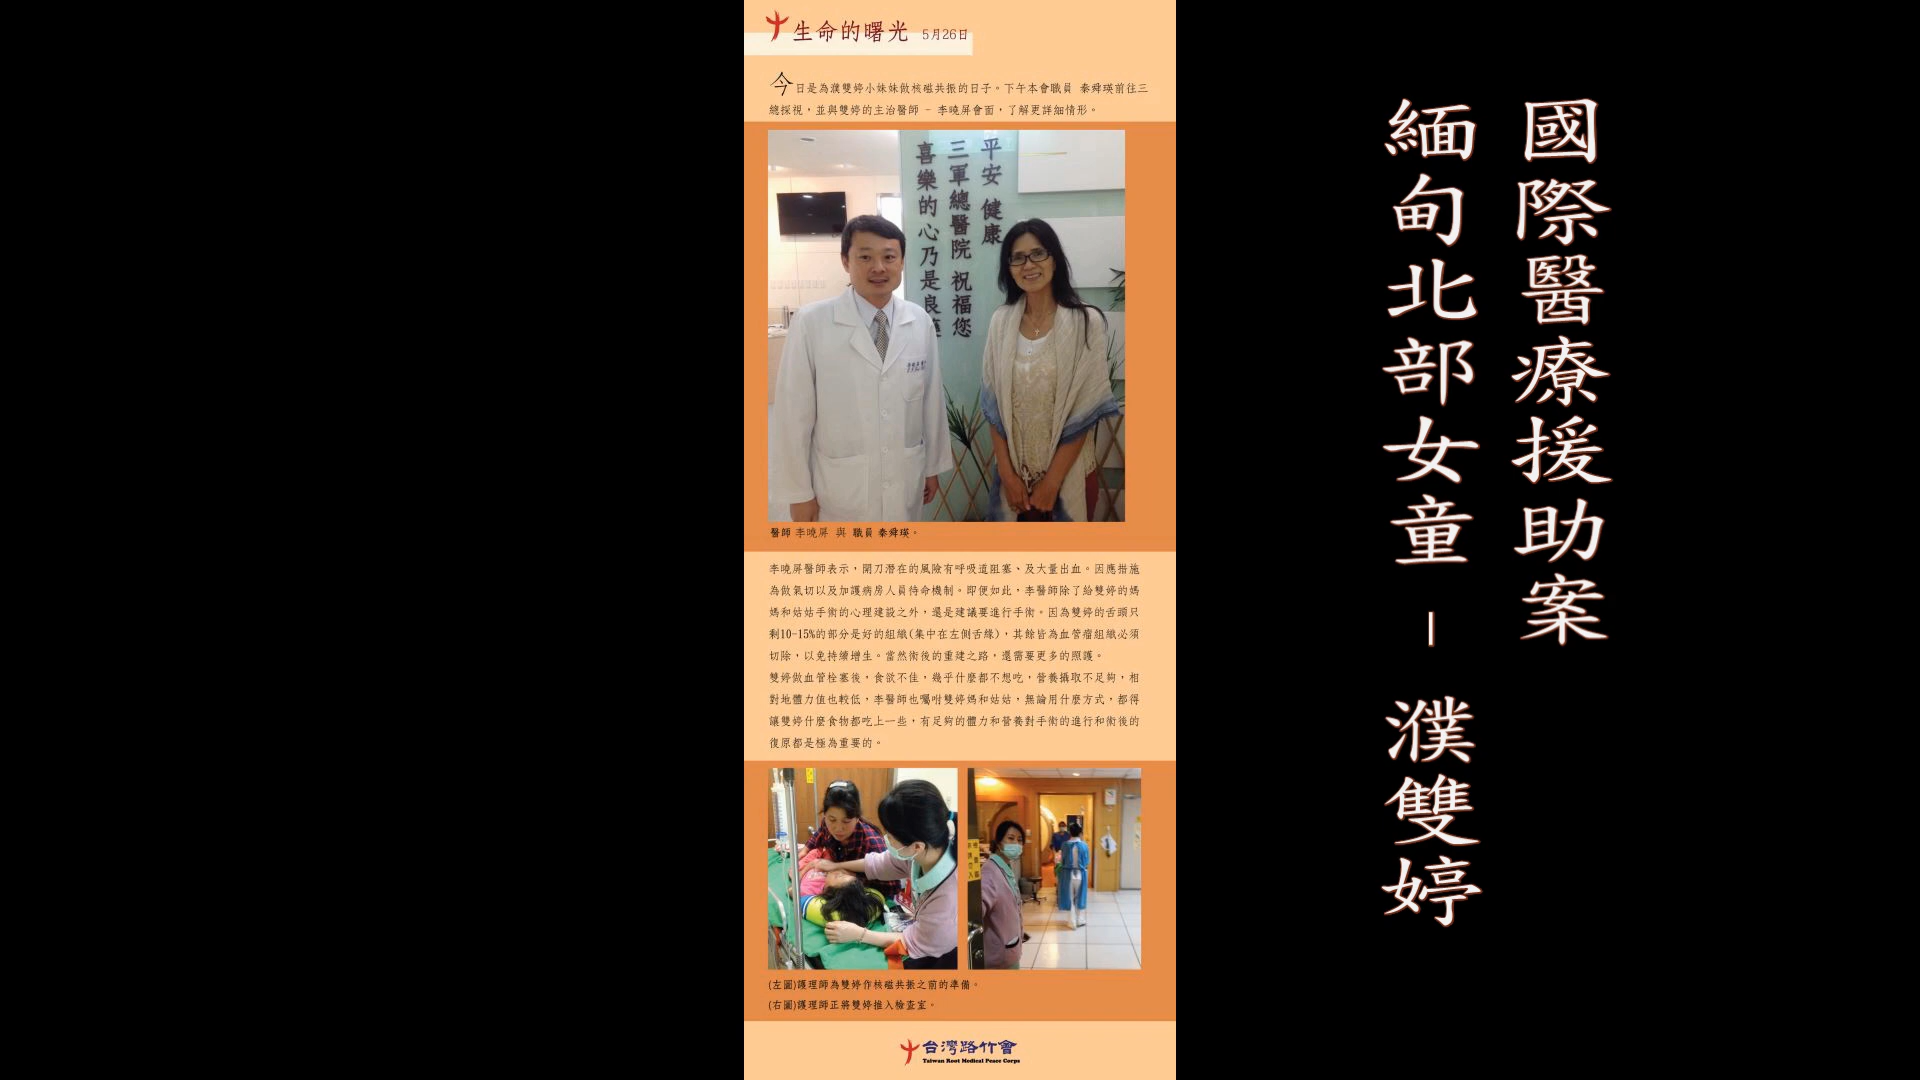 生命的曙光 5月26日
今日是為濮雙婷小妹妹做核磁共振的日子。下午本會職員 秦舜瑛前往三
總探視，並與雙婷的主治醫師 - 李曉屏會面，了解更詳細情形。
平安 健康
三軍總醫院 祝福您
喜樂的心乃是良
醫師 李曉屏 與 職員 秦舜瑛。
李曉屏醫師表示，開刀潛在的風險有呼吸道阻塞、及大量出血。因應措施
為做氣切以及加護病房人員待命機制。即便如此，李醫師除了給雙婷的媽
媽和姑姑手術的心理建設之外，還是建議要進行手術。因為雙婷的舌頭只
剩10-15%的部分是好的組織(集中在左側舌緣)，其餘皆為血管瘤組織必須
切除，以免持續增生。當然術後的重建之路，還需要更多的照護。
雙婷做血管栓塞後，食欲不佳，幾乎什麼都不想吃，營養攝取不足夠，相
對地體力值也較低，李醫師也囑咐雙婷媽和姑姑，無論用什麼方式，都得
讓雙婷什麼食物都吃上一些，有足夠的體力和營養對手術的進行和術後的
復原都是極為重要的。
(左圖)護理師為雙婷作核磁共振之前的準備。
(右圖)護理師正將雙婷推入檢查室。
台灣路竹會
Taiwan Root Medical Peace Corps
國際醫療援助案
緬甸北部女童 - 濮雙婷